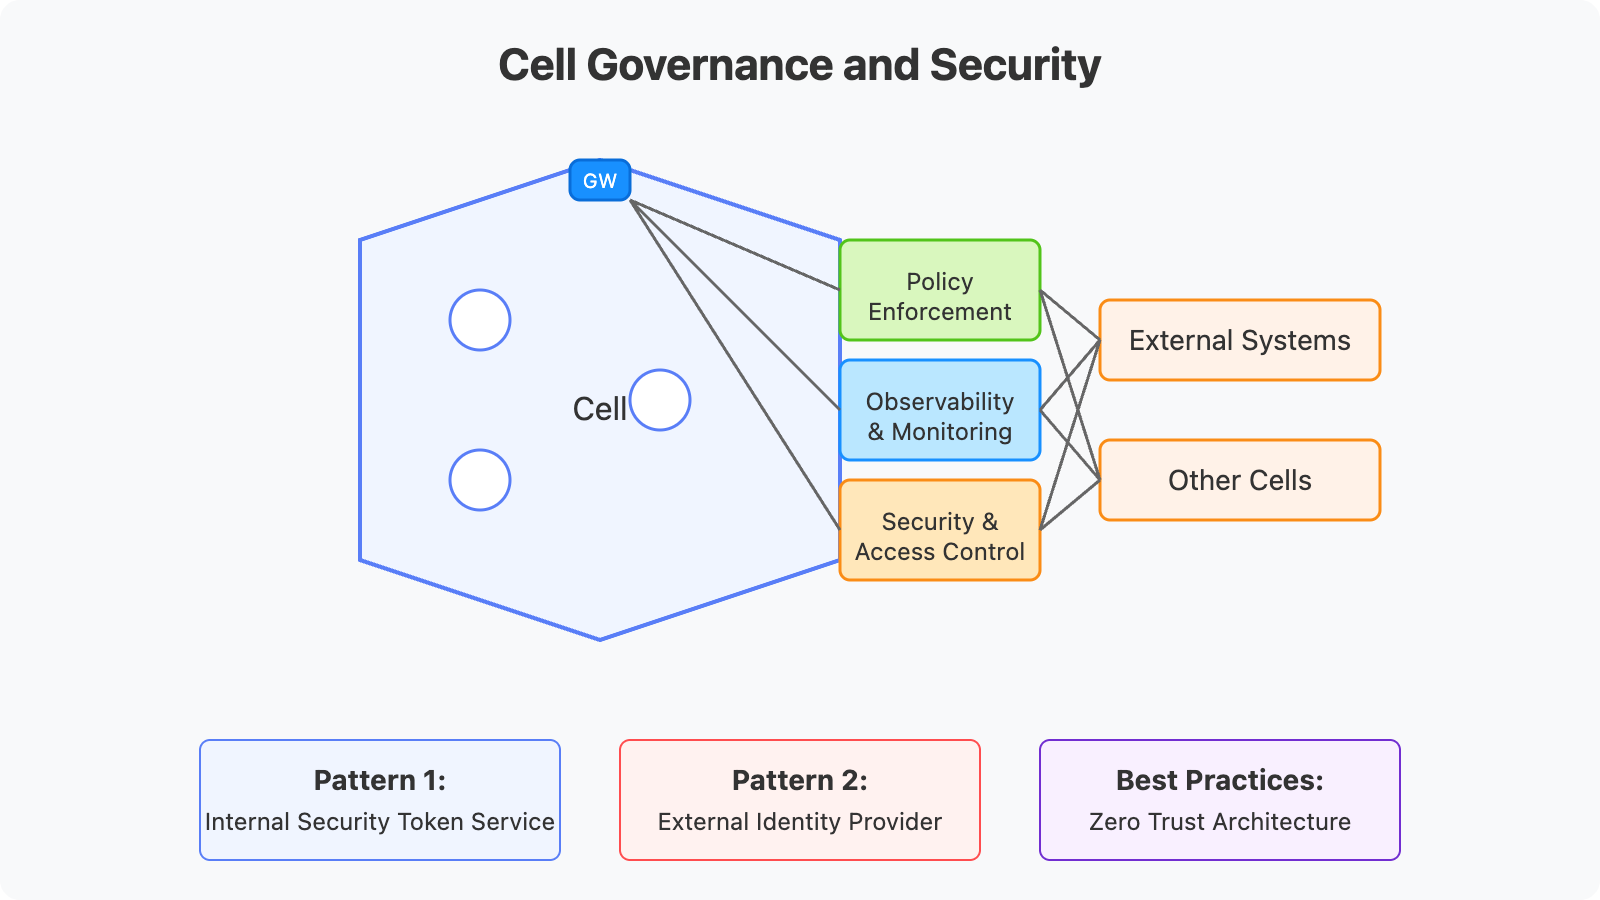 Cell Governance and Security
GW
Cell
Policy
Enforcement
Observability
& Monitoring
Security &
Access Control
External Systems
Other Cells
Pattern 1:
Internal Security Token Service
Pattern 2:
External Identity Provider
Best Practices:
Zero Trust Architecture